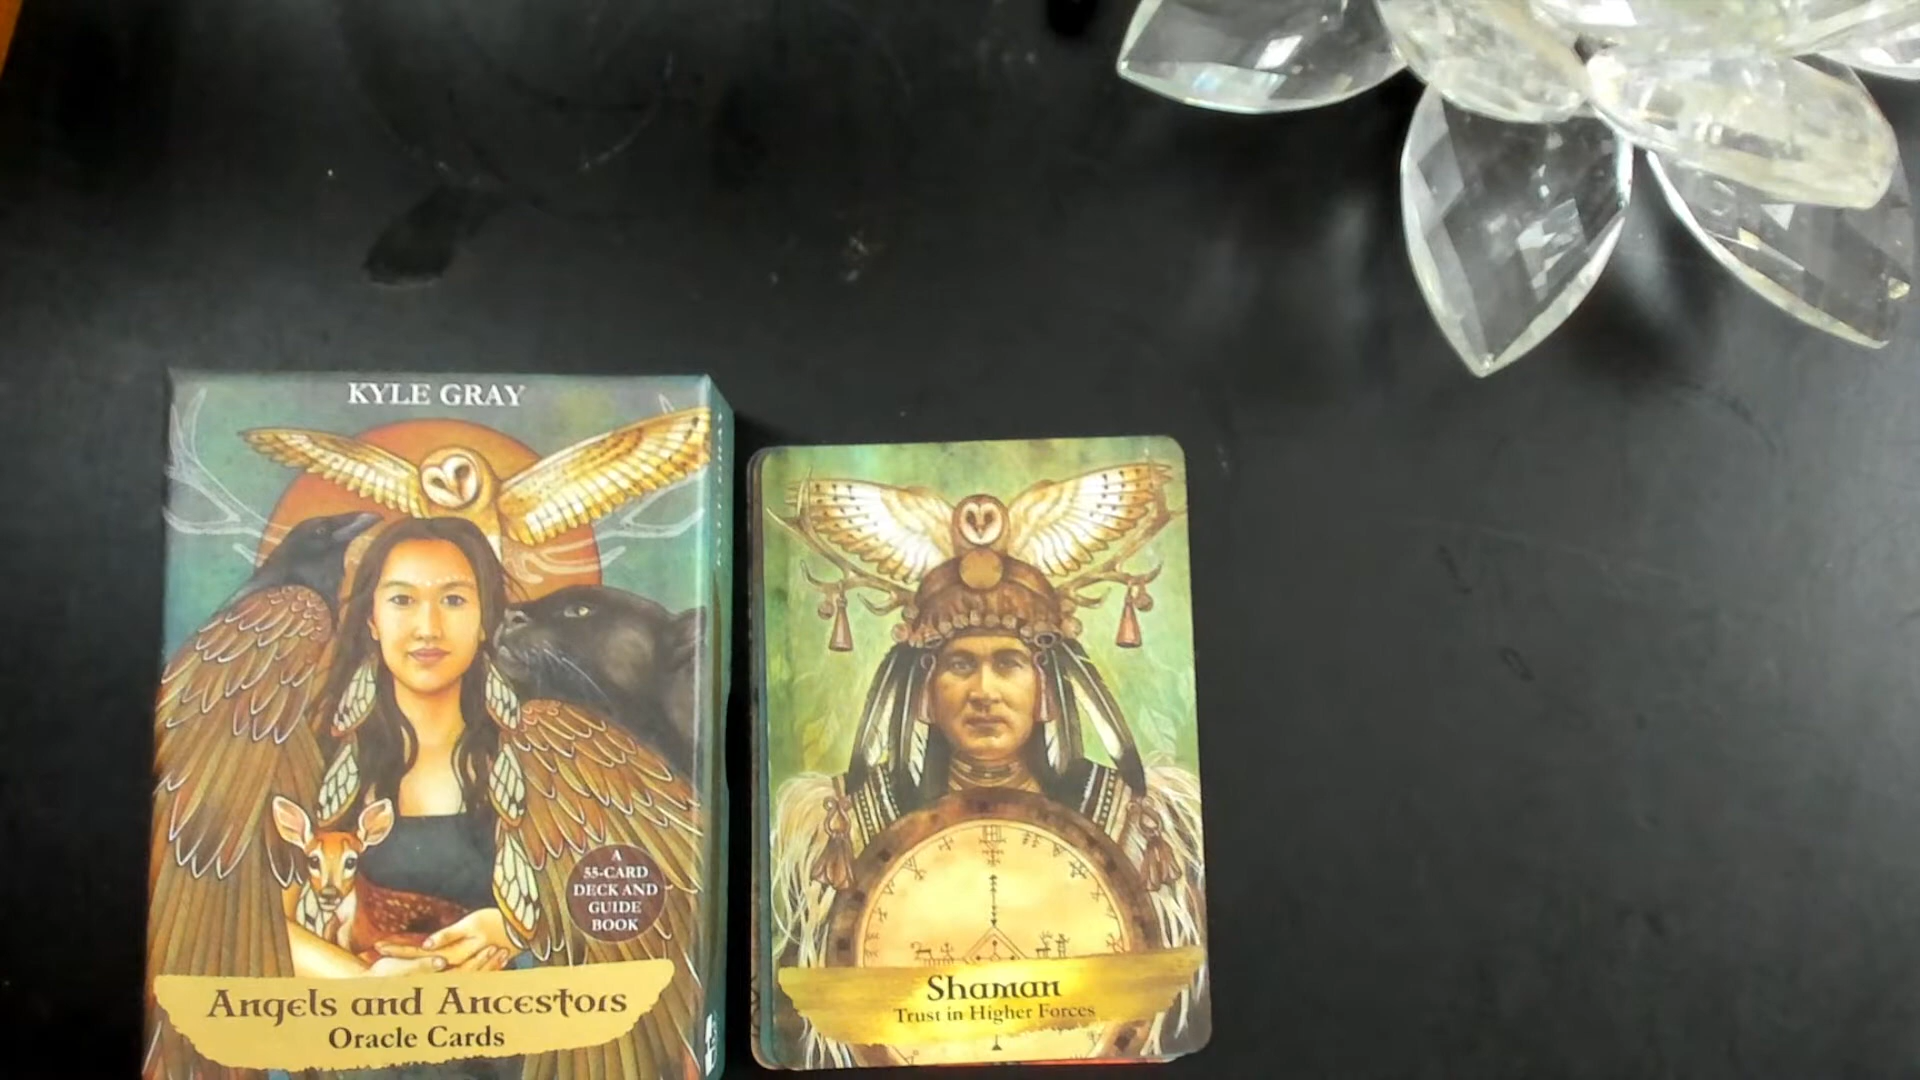 KYLE GRAY
A
55-CARD
DECK AND
GUIDE
BOOK
Angels and Ancestors
Oracle Cards
Shaman
Trust in Higher Forces